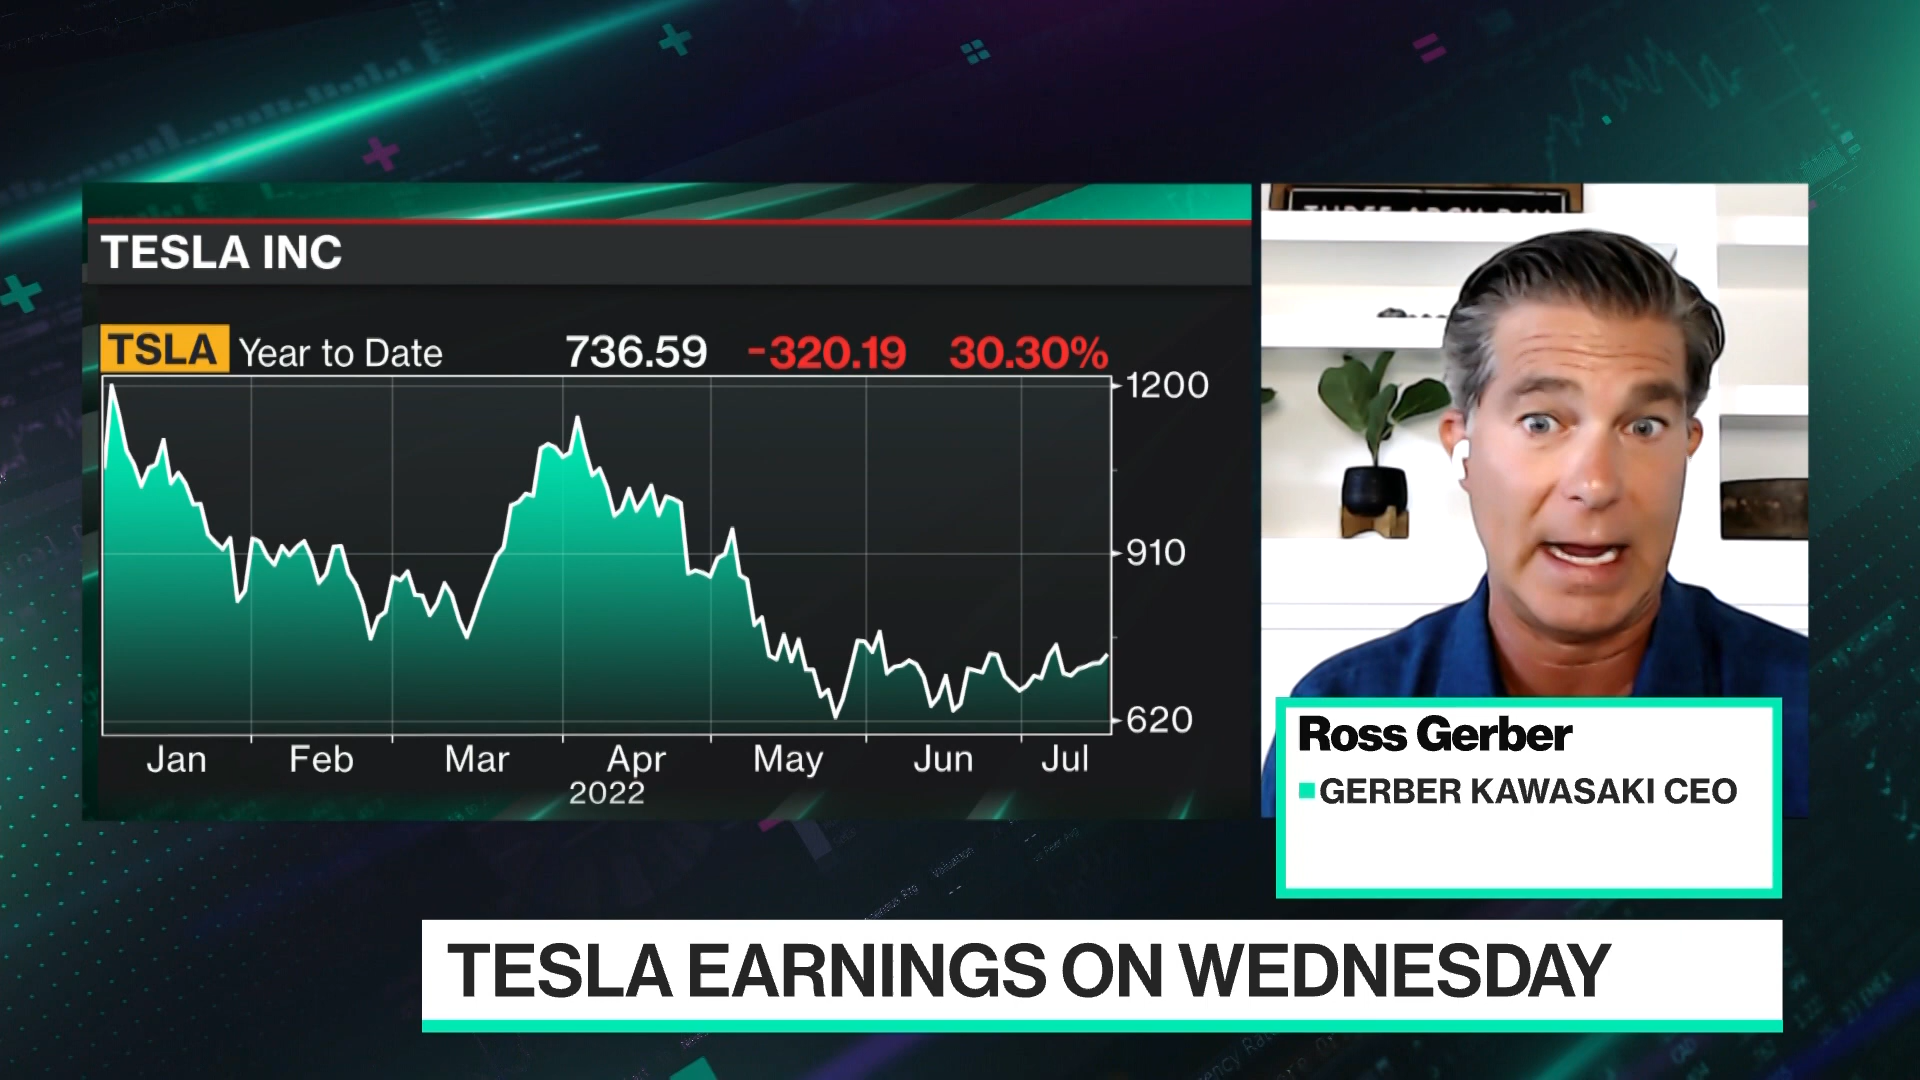 TESLA INC
TSLA Year to Date 736.59 -320.19 30.30%
1200
910
620
Jan Feb Mar Apr May Jun Jul
2022
Ross Gerber
GERBER KAWASAKI CEO
TESLA EARNINGS ON WEDNESDAY